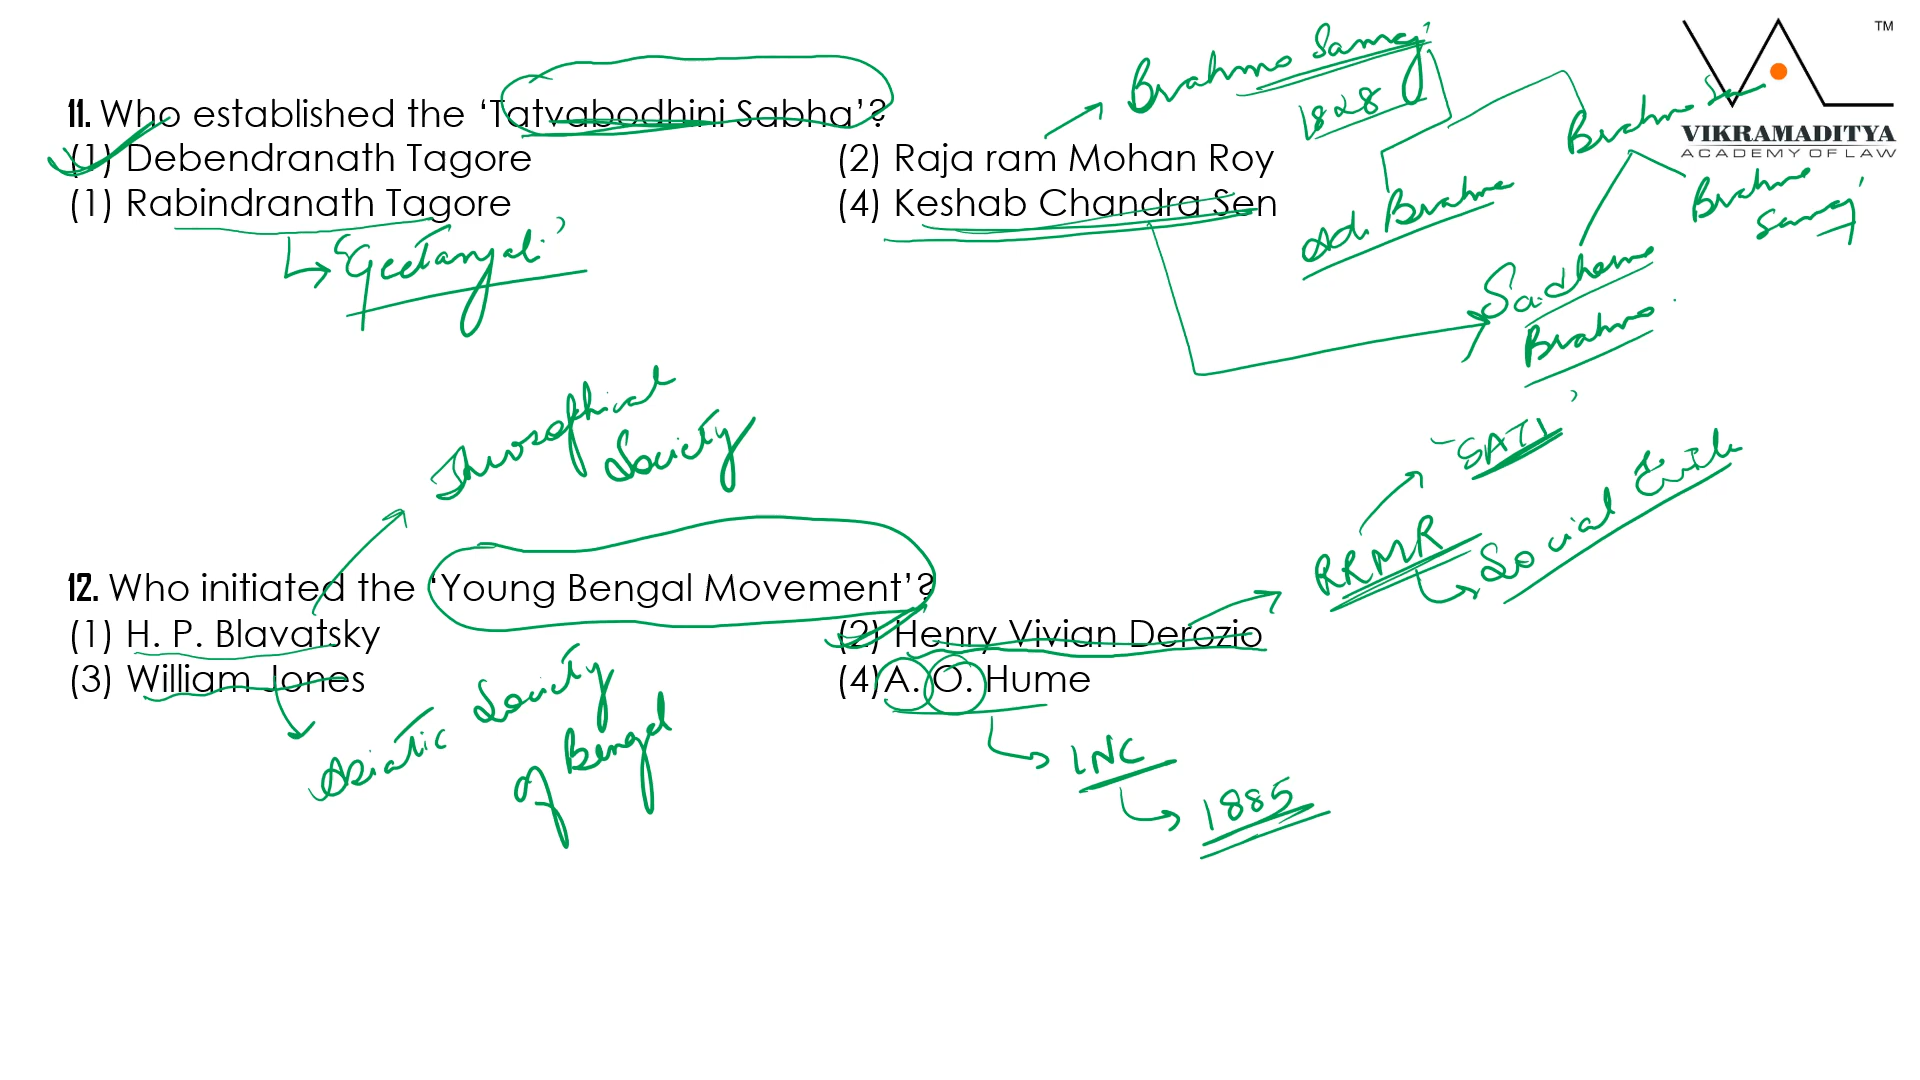 Brahmo Samaj
1828
TM
11. Who established the ‘Tatvabodhini Sabha’?
VIKRAMADITYA
ACADEMY OF LAW
(1) Debendranath Tagore (2) Raja ram Mohan Roy
(1) Rabindranath Tagore (4) Keshab Chandra Sen
Brahmo
Samaj
Adi Brahmo
‘Geetanjali’
Brahmo
Theosophical
Society
‘SATI’
RRMR
Social Evils
12. Who initiated the ‘Young Bengal Movement’?
(1) H. P. Blavatsky (2) Henry Vivian Derozio
(3) William Jones (4)A. O. Hume
Asiatic Society
of Bengal
INC
1885